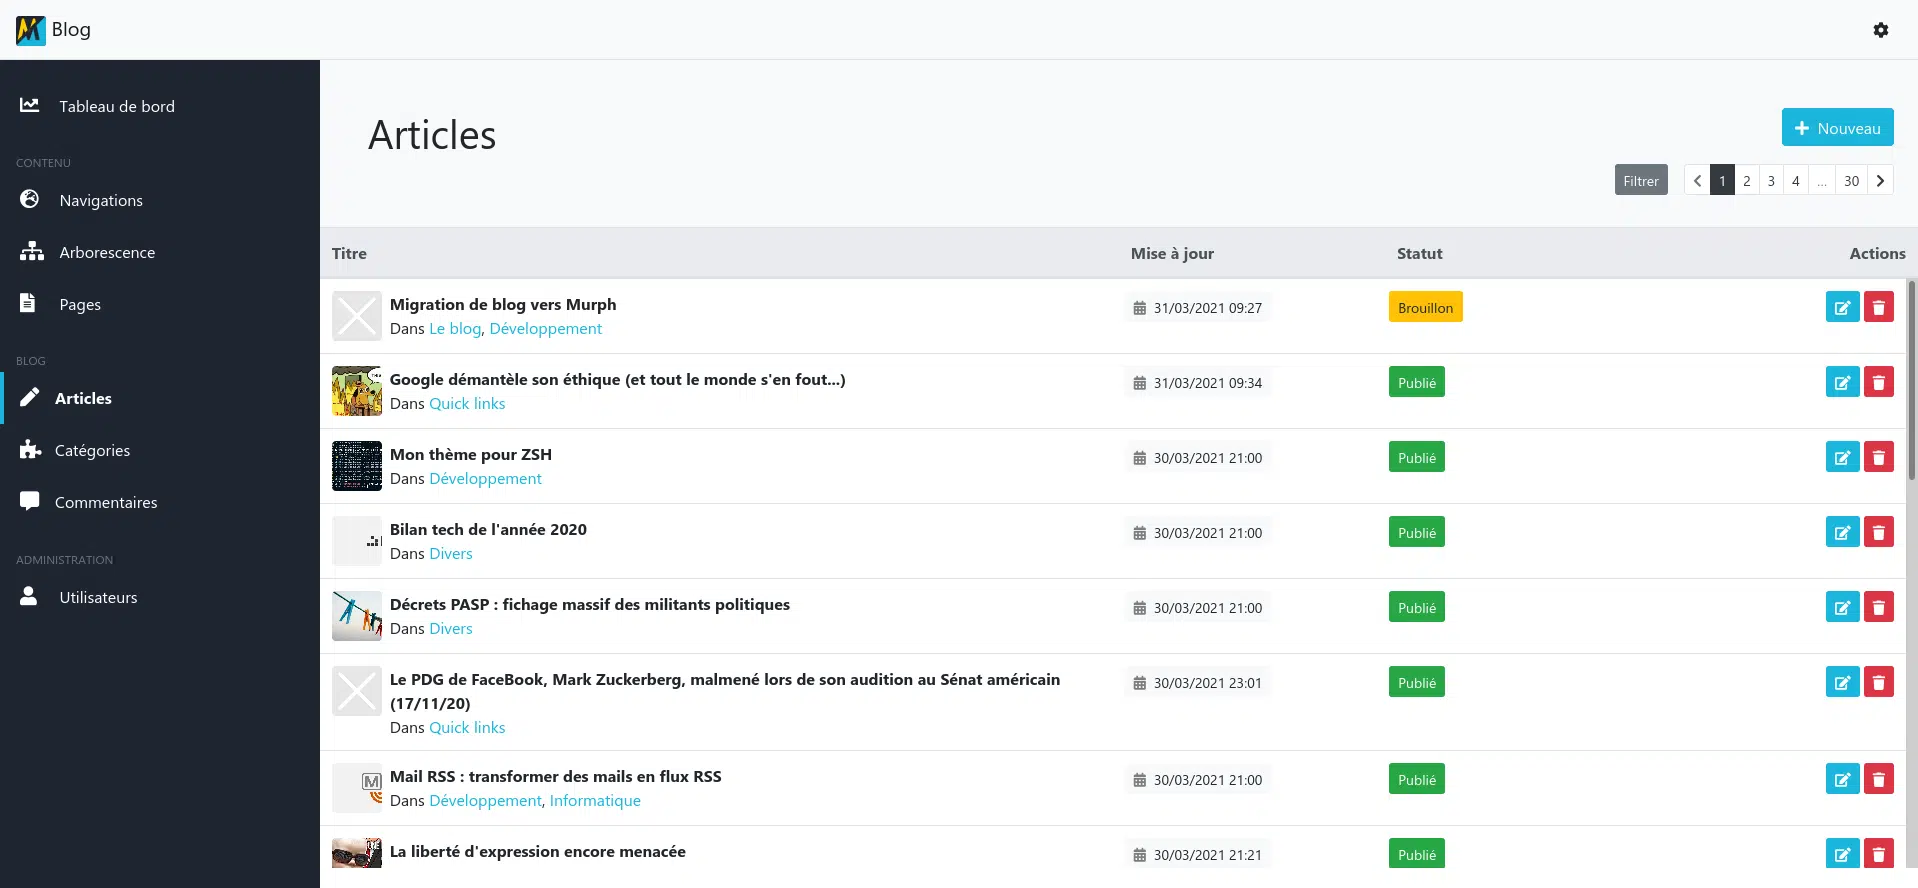 Blog
Tableau de bord
CONTENU
Navigations
Arborescence
Pages
BLOG
Articles
Catégories
Commentaires
ADMINISTRATION
Utilisateurs
Articles
Nouveau
Filtrer 1 2 3 4 ... 30
Titre Mise à jour Statut Actions
Migration de blog vers Murph 31/03/2021 09:27 Brouillon
Dans Le blog, Développement
Google démantèle son éthique (et tout le monde s'en fout...) 31/03/2021 09:34 Publié
Dans Quick links
Mon thème pour ZSH 30/03/2021 21:00 Publié
Dans Développement
Bilan tech de l'année 2020 30/03/2021 21:00 Publié
Dans Divers
Décrets PASP : fichage massif des militants politiques 30/03/2021 21:00 Publié
Dans Divers
Le PDG de FaceBook, Mark Zuckerberg, malmené lors de son audition au Sénat américain 30/03/2021 23:01 Publié
(17/11/20)
Dans Quick links
Mail RSS : transformer des mails en flux RSS 30/03/2021 21:00 Publié
Dans Développement, Informatique
La liberté d'expression encore menacée 30/03/2021 21:21 Publié